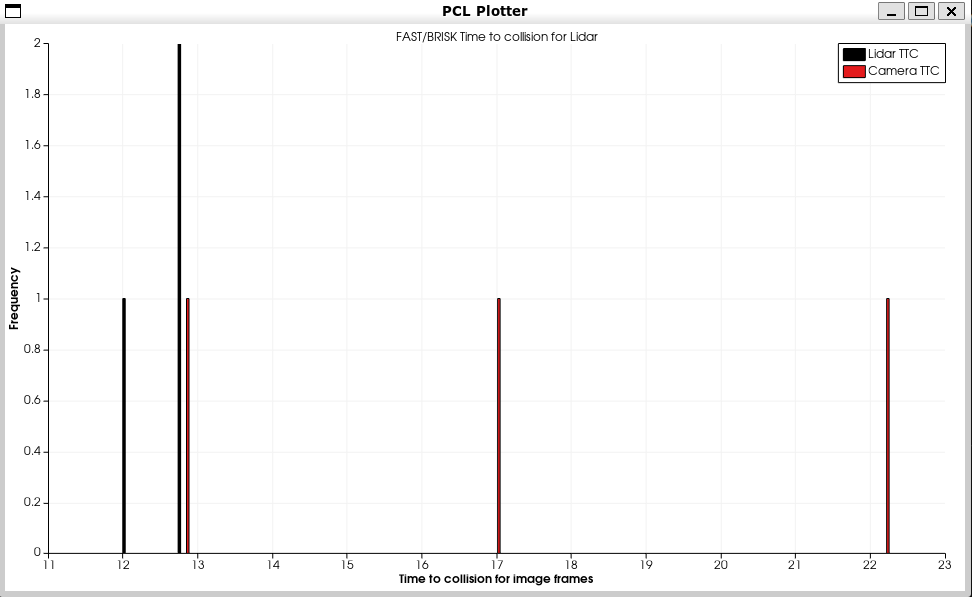 PCL Plotter
FAST/BRISK Time to collision for Lidar
Lidar TTC
Camera TTC
2
1.8
1.6
1.4
1.2
1
0.8
0.6
0.4
0.2
0
Frequency
11 12 13 14 15 16 17 18 19 20 21 22 23
Time to collision for image frames